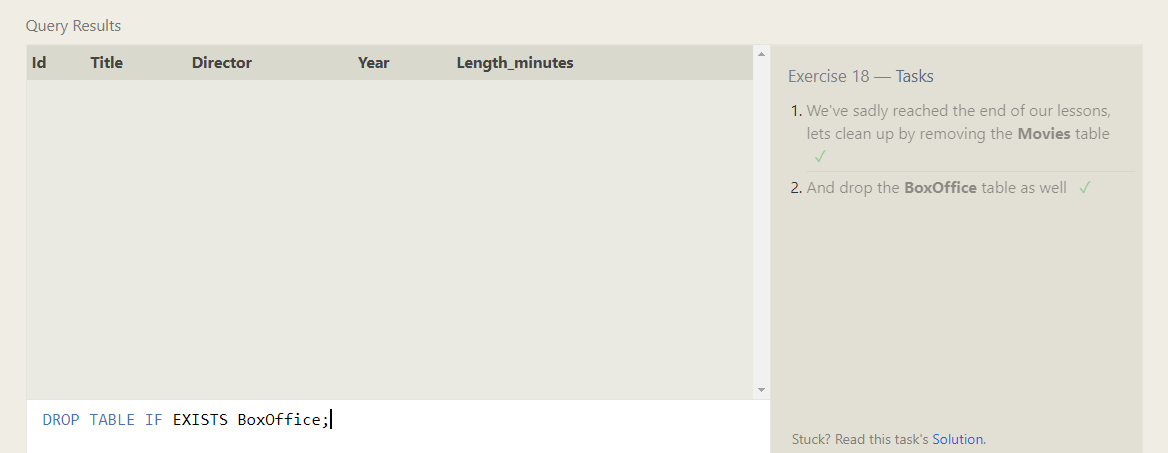 Query Results
Id Title Director Year Length_minutes
Exercise 18 — Tasks
1. We've sadly reached the end of our lessons,
lets clean up by removing the Movies table
✓
2. And drop the BoxOffice table as well ✓
DROP TABLE IF EXISTS BoxOffice;
Stuck? Read this task's Solution.